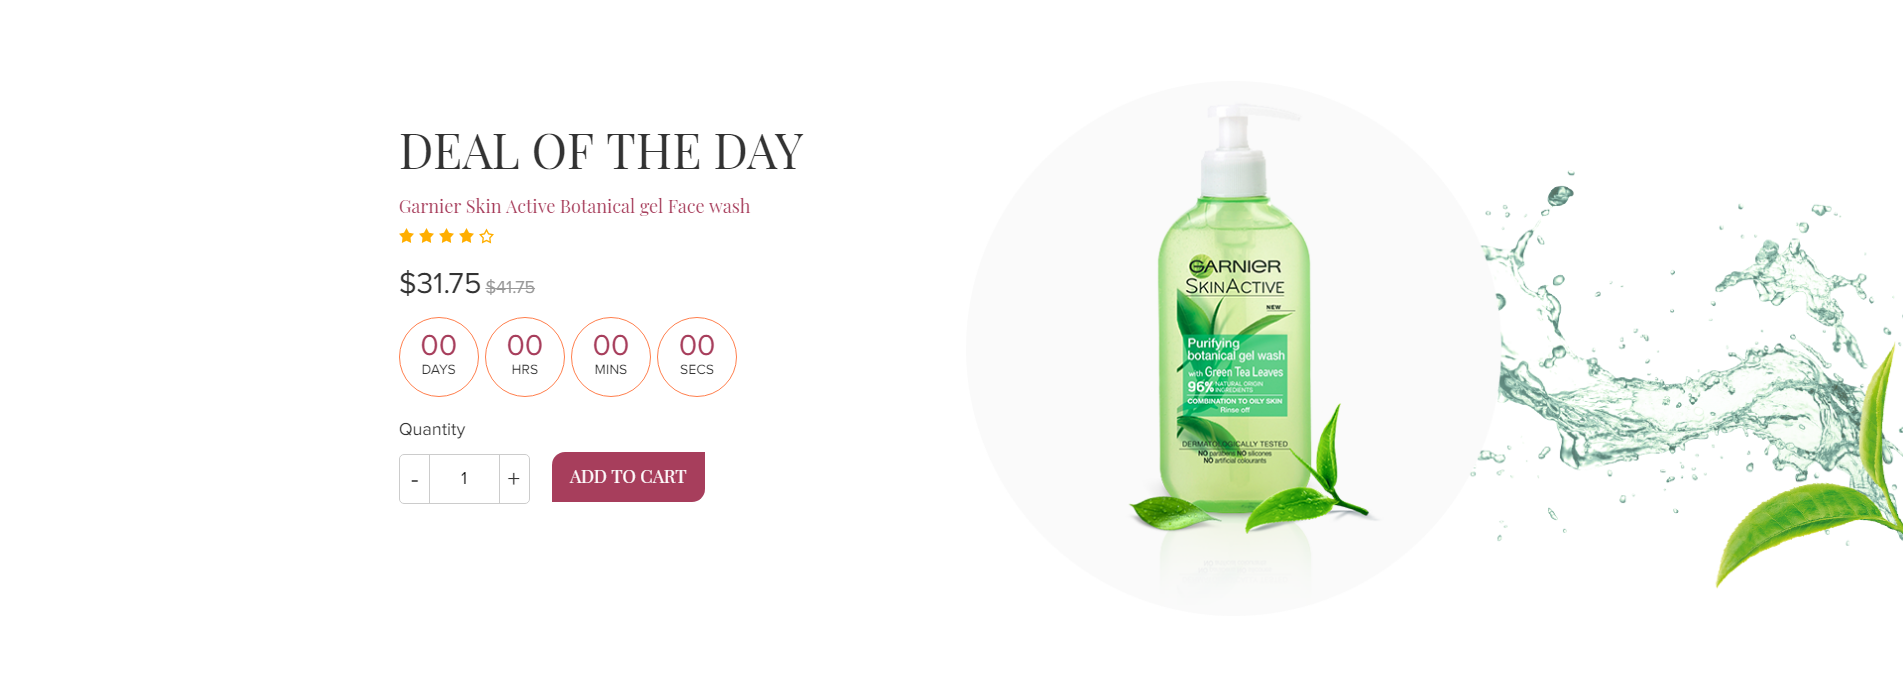 DEAL OF THE DAY
Garnier Skin Active Botanical gel Face wash
$31.75 $41.75
00 00 00 00
DAYS HRS MINS SECS
Quantity
- 1 +
ADD TO CART
GARNIER
SKINACTIVE
NEW
Purifying
botanical gel wash
with Green Tea Leaves
96% NATURAL ORIGIN
INGREDIENTS
COMBINATION TO OILY SKIN
Rinse off
DERMATOLOGICALLY TESTED
NO parabens NO silicones
NO artificial colourants